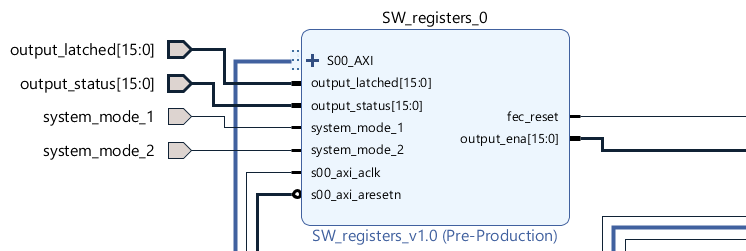 SW_registers_0
output_latched[15:0]
output_status[15:0]
system_mode_1
system_mode_2
S00_AXI
output_latched[15:0]
output_status[15:0]
system_mode_1
system_mode_2
s00_axi_aclk
s00_axi_aresetn
fec_reset
output_ena[15:0]
SW_registers_v1.0 (Pre-Production)